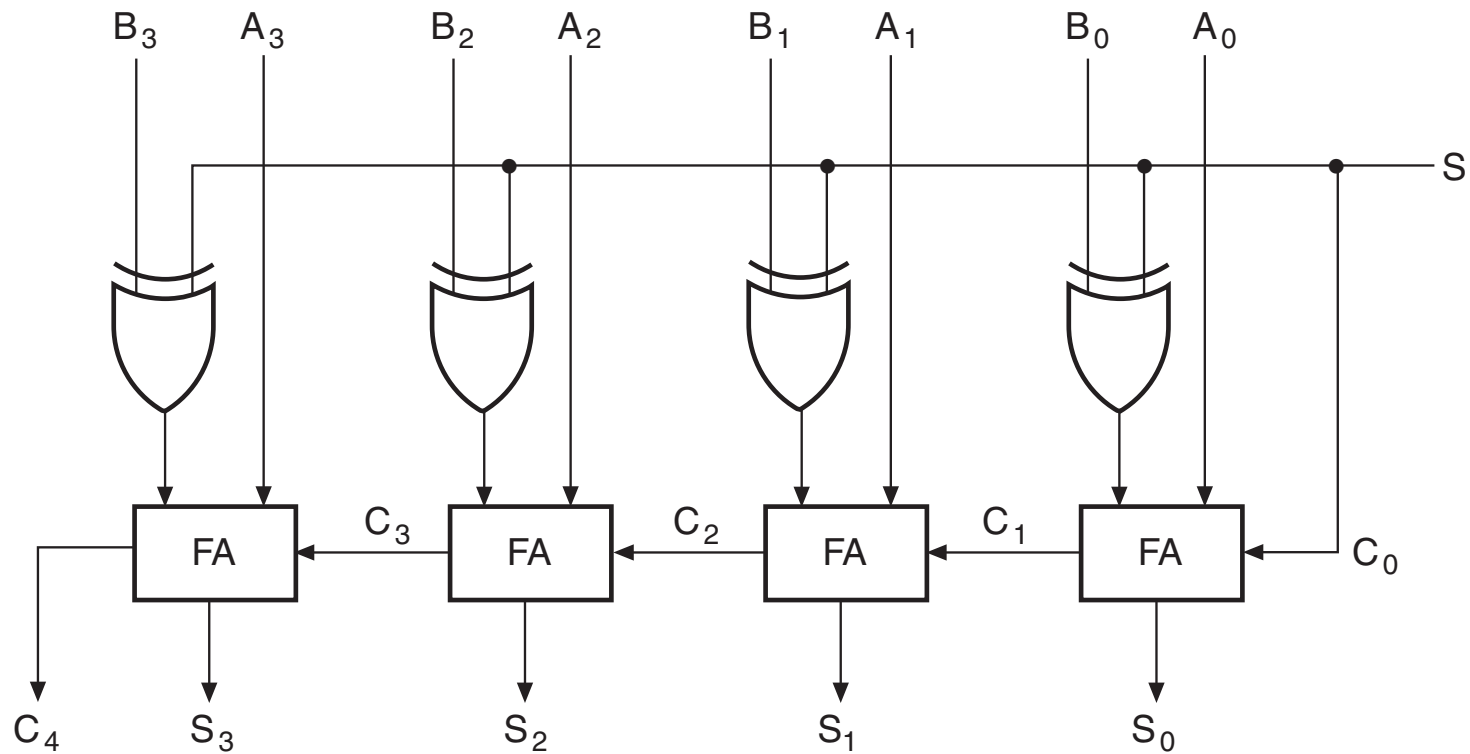 B₃ A₃ B₂ A₂ B₁ A₁ B₀ A₀
S
FA C₃ FA C₂ FA C₁ FA C₀
C₄ S₃ S₂ S₁ S₀